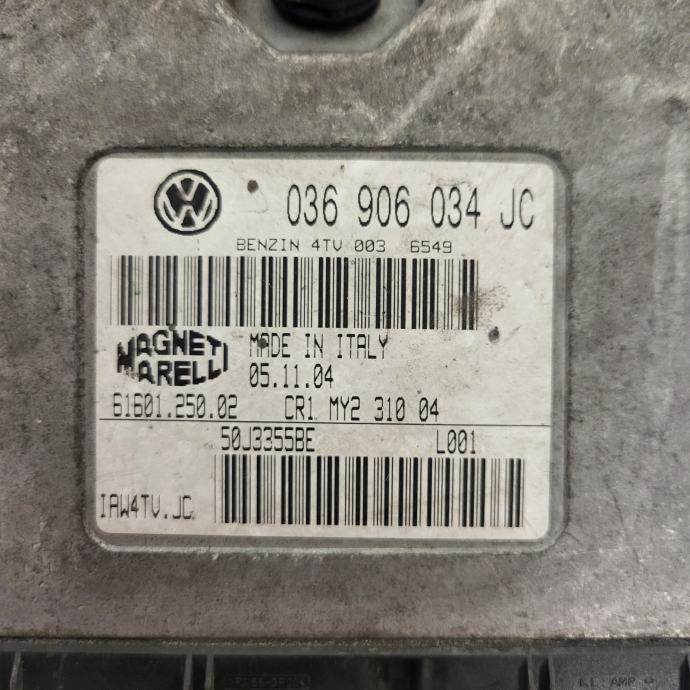 036 906 034 JC
BENZIN 4TV 003 6549
MAGNETI MARELLI
MADE IN ITALY
05.11.04
61601.250.02 CR1 MY2 310 04
50J3355BE L001
IAW4TV.JC